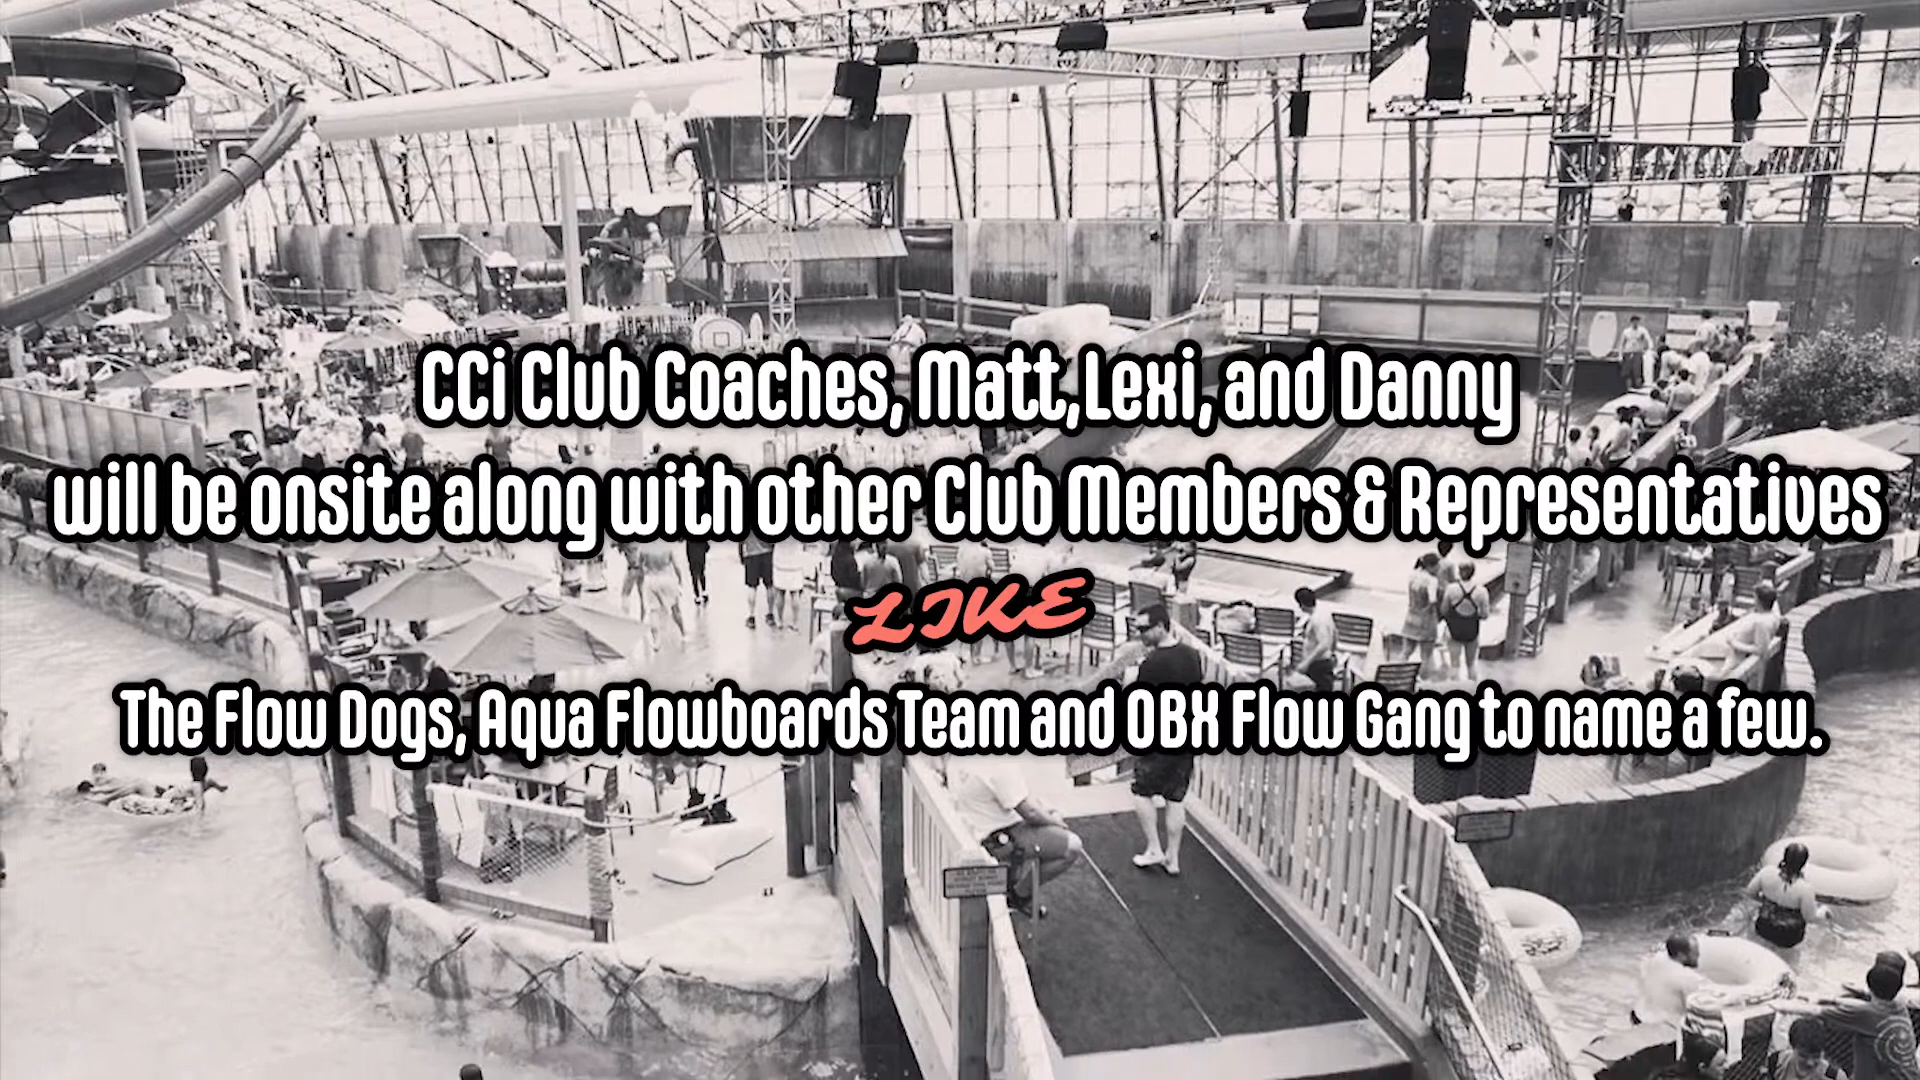 CCi Club Coaches, Matt,Lexi, and Danny
will be onsite along with other Club Members & Representatives
LIKE
The Flow Dogs, Aqua Flowboards Team and OBX Flow Gang to name a few.